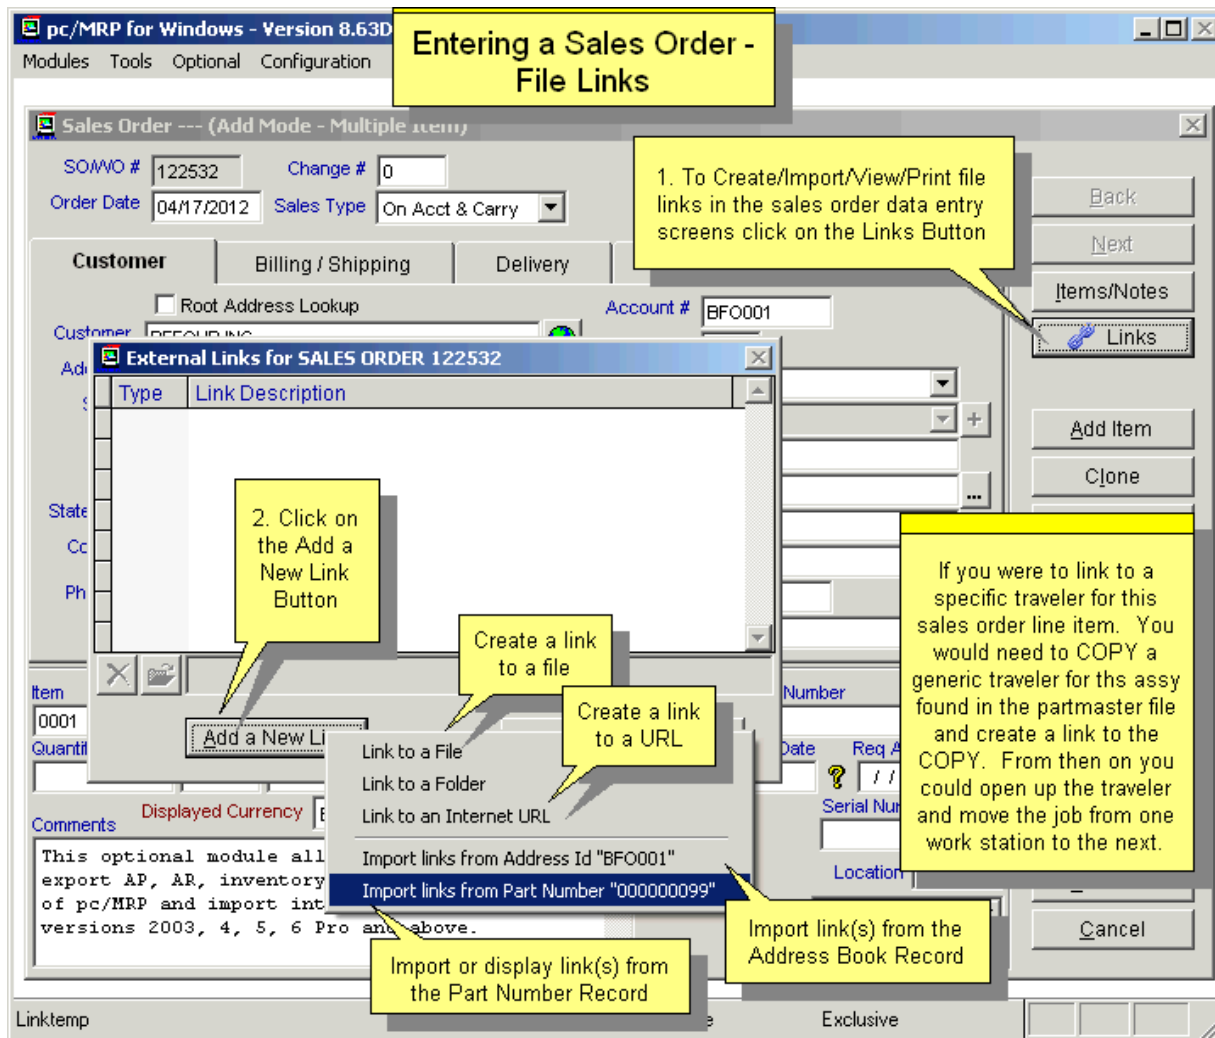 pc/MRP for Windows - Version 8.63D
Entering a Sales Order -
File Links
Modules Tools Optional Configuration
Sales Order --- (Add Mode - Multiple Item)
SO/WO # 122532 Change # 0
Order Date 04/17/2012 Sales Type On Acct & Carry
1. To Create/Import/View/Print file
links in the sales order data entry
screens click on the Links Button
Back
Next
Items/Notes
Links
Add Item
Clone
Customer Billing / Shipping Delivery
Root Address Lookup Account # BFO001
Customer
External Links for SALES ORDER 122532
Type Link Description
State
Ph
2. Click on
the Add a
New Link
Button
Create a link
to a file
Create a link
to a URL
If you were to link to a
specific traveler for this
sales order line item. You
would need to COPY a
generic traveler for ths assy
found in the partmaster file
and create a link to the
COPY. From then on you
could open up the traveler
and move the job from one
work station to the next.
Item Number
0001
Add a New Li
Date Req A
/ /
Link to a File
Link to a Folder
Link to an Internet URL
Import links from Address Id "BFO001"
Import links from Part Number "000000099"
Displayed Currency
Serial Nu
Location
Comments
This optional module all
export AP, AR, inventory
of pc/MRP and import int
versions 2003, 4, 5, 6 Pro and above.
Import or display link(s) from
the Part Number Record
Import link(s) from the
Address Book Record
Cancel
Linktemp Exclusive